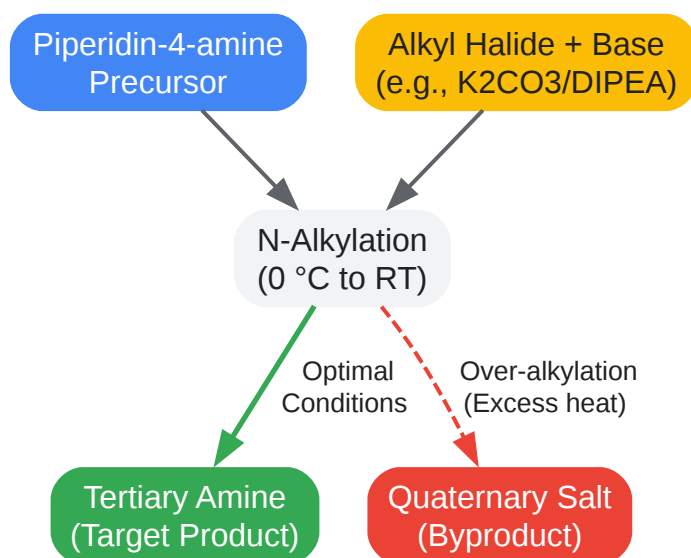 Piperidin-4-amine
Precursor
Alkyl Halide + Base
(e.g., K2CO3/DIPEA)
N-Alkylation
(0 °C to RT)
Optimal
Conditions
Over-alkylation
(Excess heat)
Tertiary Amine
(Target Product)
Quaternary Salt
(Byproduct)